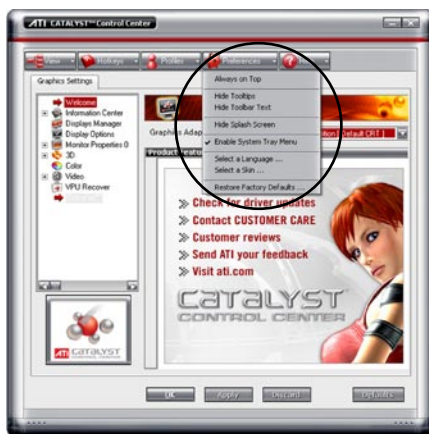 ATI CATALYST™ Control Center
View Hotkeys Profiles Preferences
Graphics Settings
Always on Top
Hide Tooltips
Hide Toolbar Text
Hide Splash Screen
Enable System Tray Menu
Select a Language ...
Select a Skin ...
Restore Factory Defaults ...
Welcome
Information Center
Displays Manager
Display Options
Monitor Properties 0
3D
Color
Video
VPU Recover
Graphics Adap
[ Default CRT ]
Product Featu
Check for driver updates
Contact CUSTOMER CARE
Customer reviews
Send ATI your feedback
Visit ati.com
CATALYST
CONTROL CENTER
ATI CATALYST
CONTROL CENTER
OK Apply Discard Defaults